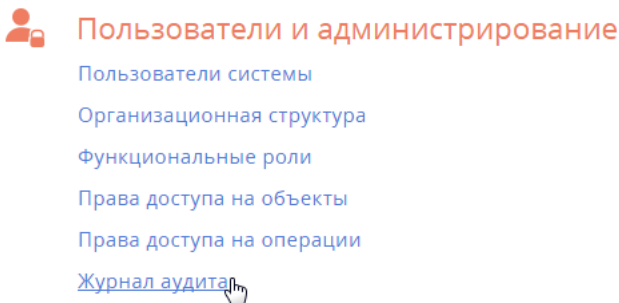 Пользователи и администрирование
Пользователи системы
Организационная структура
Функциональные роли
Права доступа на объекты
Права доступа на операции
Журнал аудита